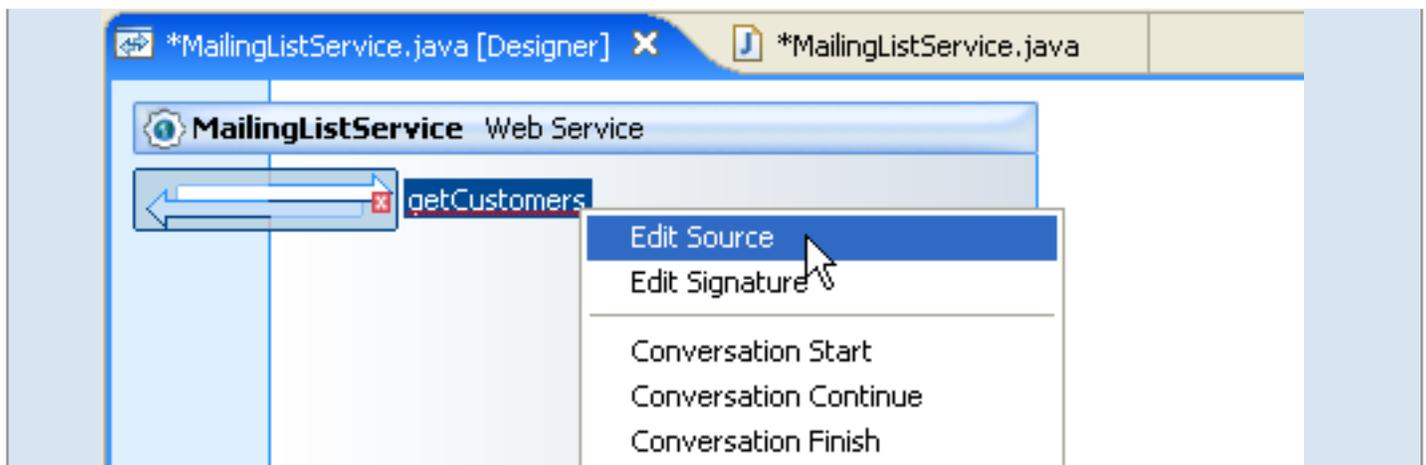 *MailingListService.java [Designer] *MailingListService.java
MailingListService Web Service
getCustomers
Edit Source
Edit Signature
Conversation Start
Conversation Continue
Conversation Finish